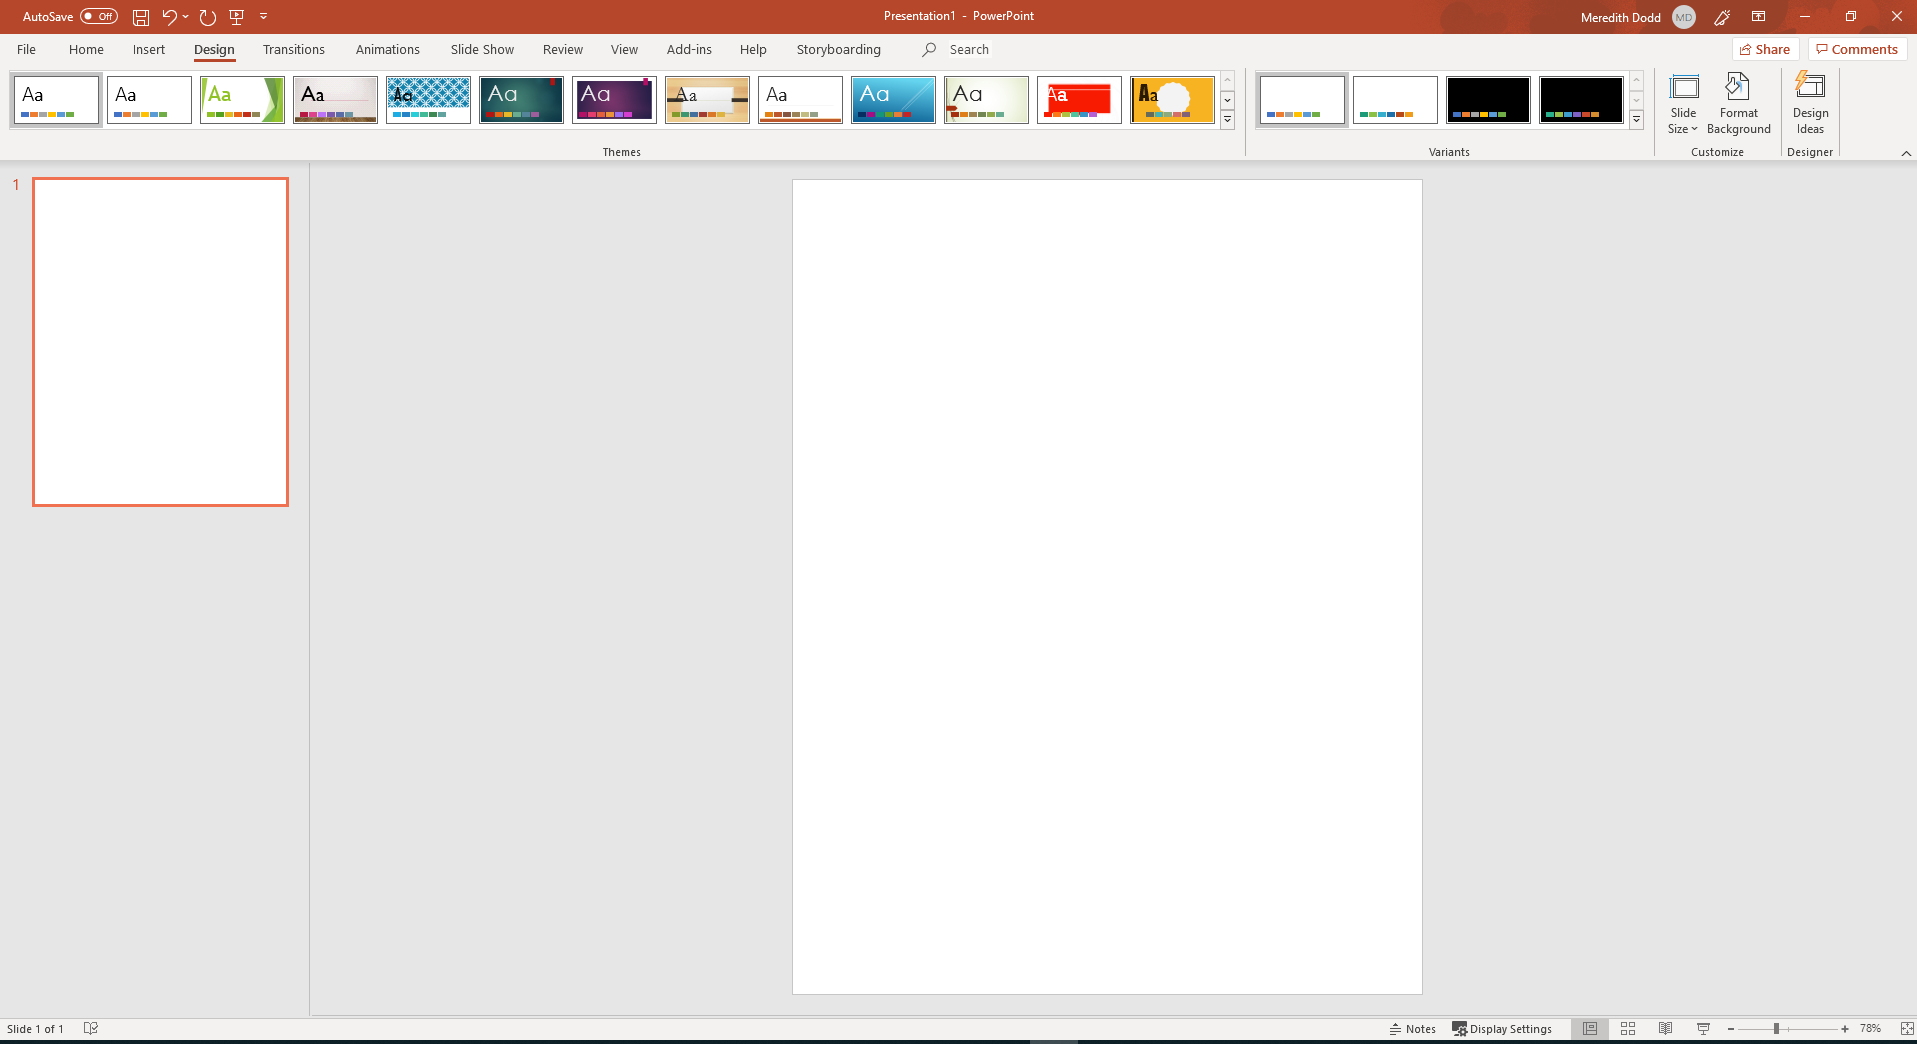 AutoSave Off Presentation1 - PowerPoint Meredith Dodd MD
File Home Insert Design Transitions Animations Slide Show Review View Add-ins Help Storyboarding Search Share Comments
Aa Aa Aa Aa Aa Aa Aa Aa Aa Aa Aa Aa Aa
Slide Size
Format Background
Design Ideas
Themes Variants Customize Designer
1
Slide 1 of 1 Notes Display Settings 78%